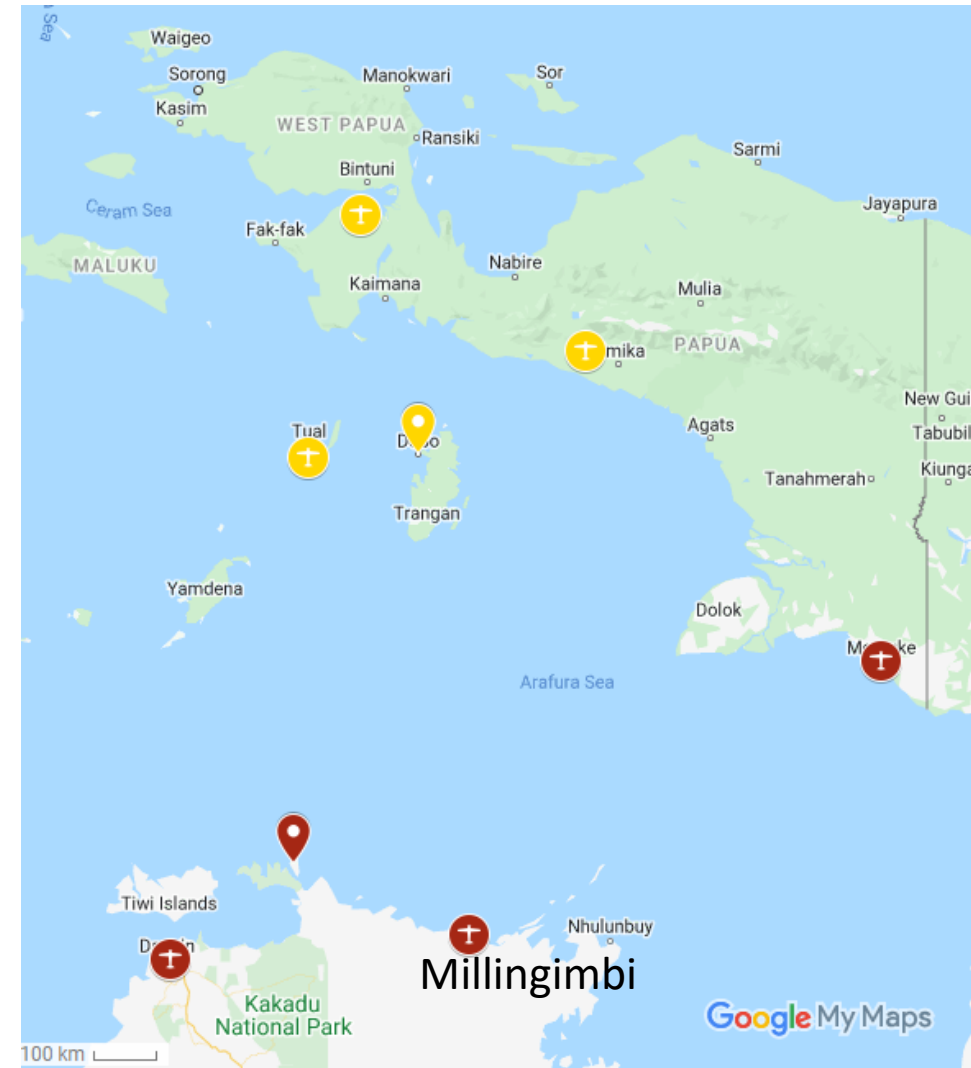 Sea
Waigeo
Sorong
Kasim
Manokwari
Sor
WEST PAPUA
Ransiki
Sarmi
Bintuni
Ceram Sea
Jayapura
Fak-fak
MALUKU
Nabire
Kaimana
Mulia
mika
PAPUA
New Gui
Tual
Agats
Tabubil
Kiunga
Tanahmerah
Trangan
Yamdena
Dolok
Arafura Sea
Tiwi Islands
Nhulunbuy
Millingimbi
Kakadu
National Park
Google My Maps
100 km